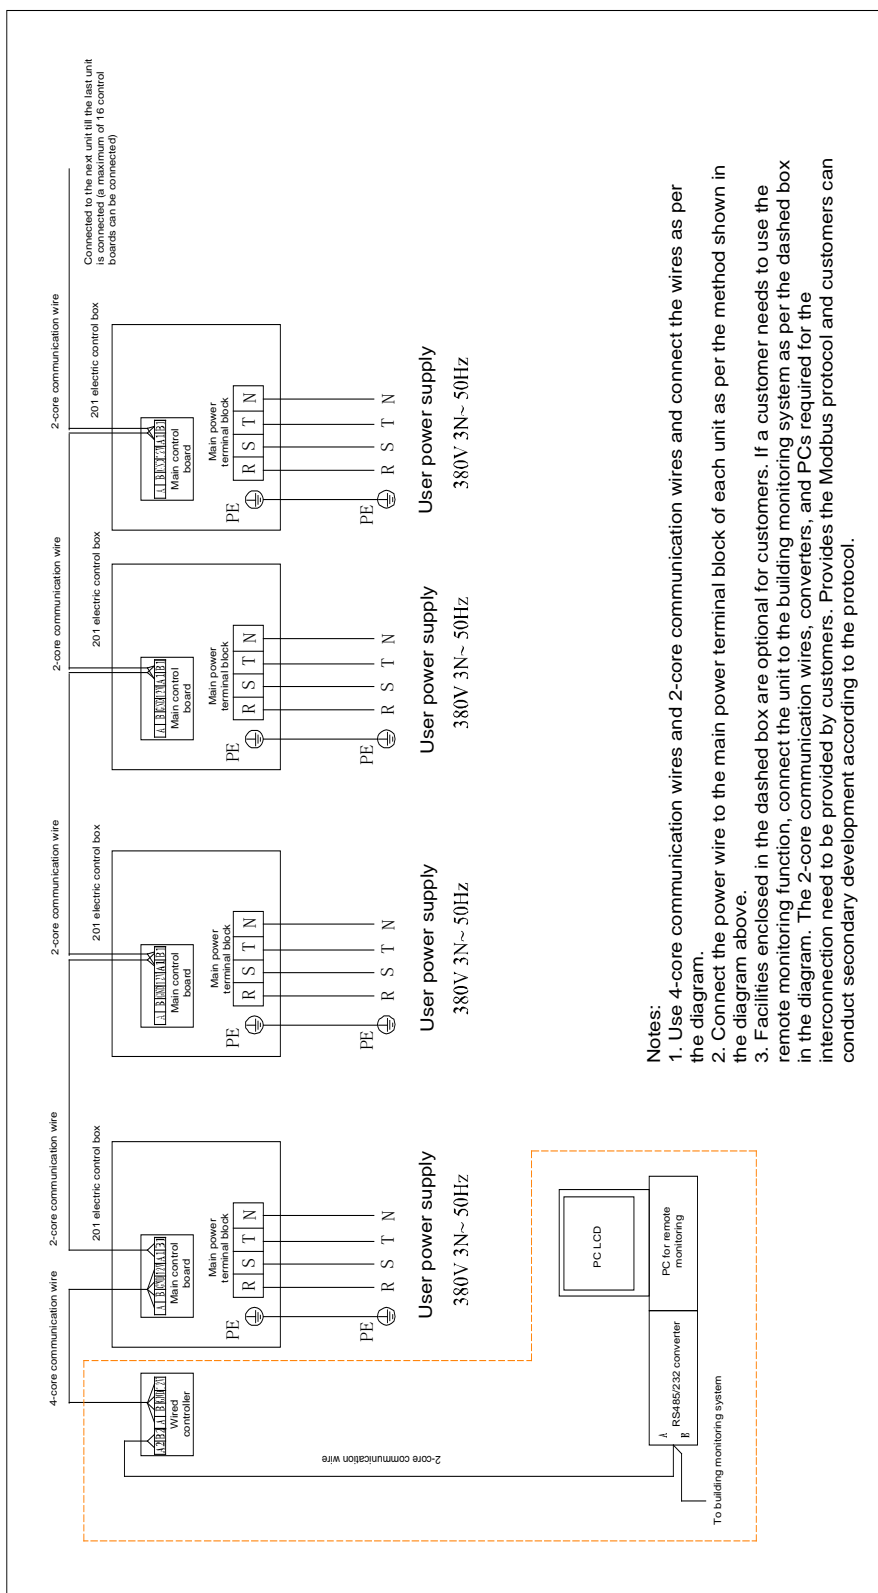 Connected to the next unit till the last unit
is connected (a maximum of 16 control
boards can be connected)
4-core communication wire
2-core communication wire
2-core communication wire
2-core communication wire
2-core communication wire
Wired
controller
2-core communication wire
201 electric control box
Main control
board
Main power
terminal block
R S T N
PE
PE
R S T N
User power supply
380V 3N~ 50Hz
201 electric control box
Main control
board
Main power
terminal block
R S T N
PE
PE
R S T N
User power supply
380V 3N~ 50Hz
201 electric control box
Main control
board
Main power
terminal block
R S T N
PE
PE
R S T N
User power supply
380V 3N~ 50Hz
201 electric control box
Main control
board
Main power
terminal block
R S T N
PE
PE
R S T N
User power supply
380V 3N~ 50Hz
PC LCD
A
B
RS485/232 converter
PC for remote
monitoring
To building monitoring system
Notes:
1. Use 4-core communication wires and 2-core communication wires and connect the wires as per
the diagram.
2. Connect the power wire to the main power terminal block of each unit as per the method shown in
the diagram above.
3. Facilities enclosed in the dashed box are optional for customers. If a customer needs to use the
remote monitoring function, connect the unit to the building monitoring system as per the dashed box
in the diagram. The 2-core communication wires, converters, and PCs required for the
interconnection need to be provided by customers. Provides the Modbus protocol and customers can
conduct secondary development according to the protocol.